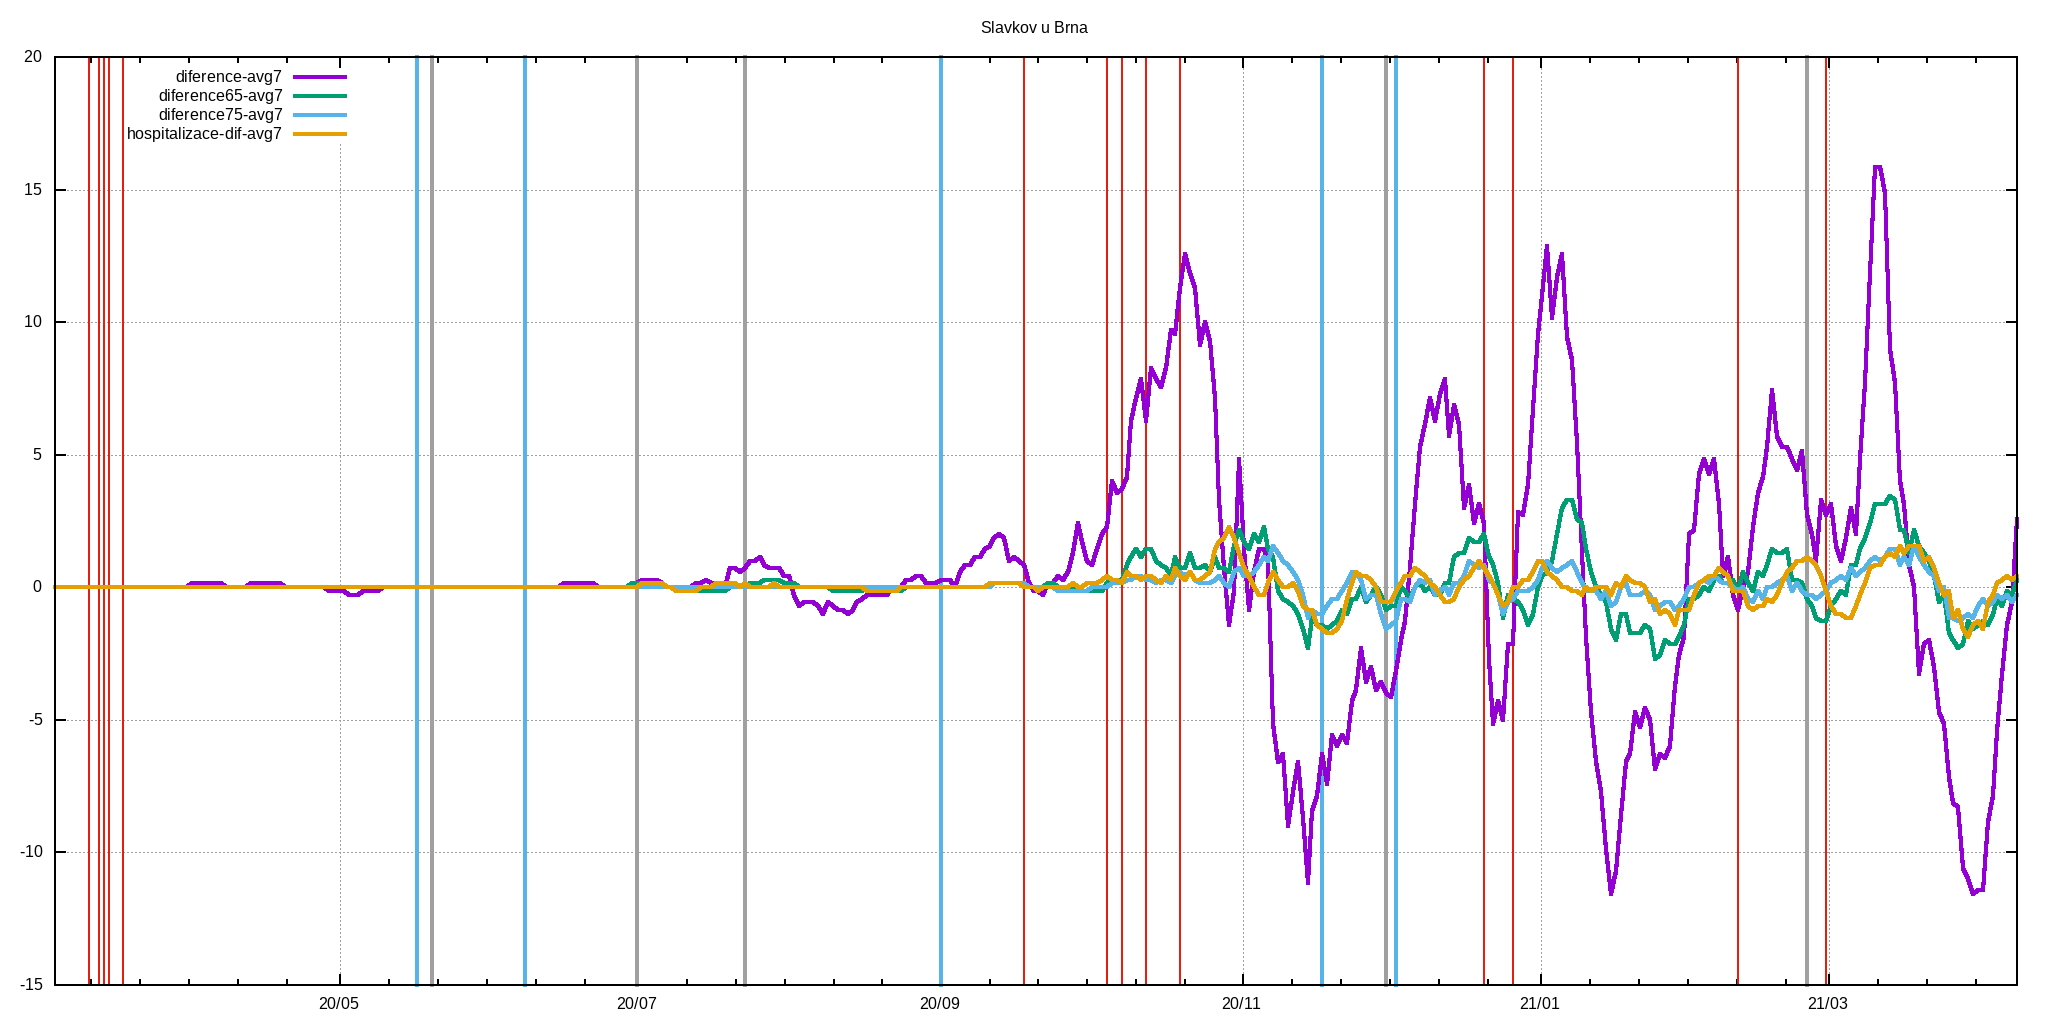 Slavkov u Brna
diference-avg7
diference65-avg7
diference75-avg7
hospitalizace-dif-avg7
20
15
10
5
0
-5
-10
-15
20/05 20/07 20/09 20/11 21/01 21/03